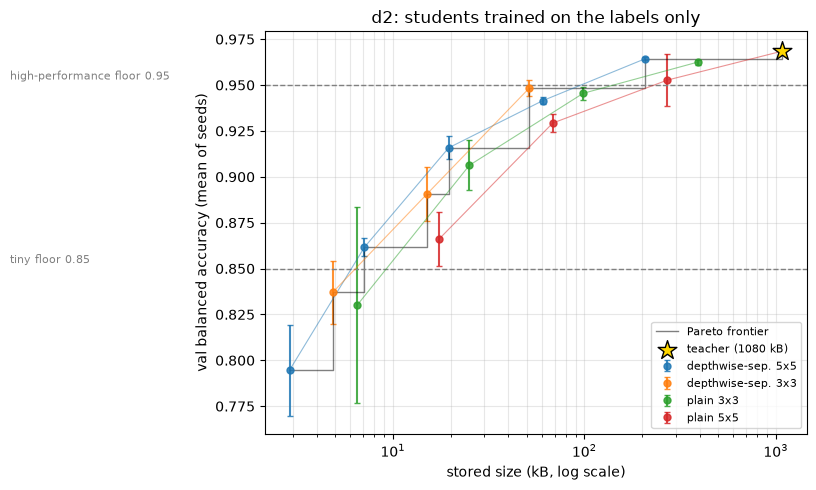 d2: students trained on the labels only
high-performance floor 0.95
tiny floor 0.85
val balanced accuracy (mean of seeds)
0.975
0.950
0.925
0.900
0.875
0.850
0.825
0.800
0.775
Pareto frontier
teacher (1080 kB)
depthwise-sep. 5x5
depthwise-sep. 3x3
plain 3x3
plain 5x5
10¹ 10² 10³
stored size (kB, log scale)